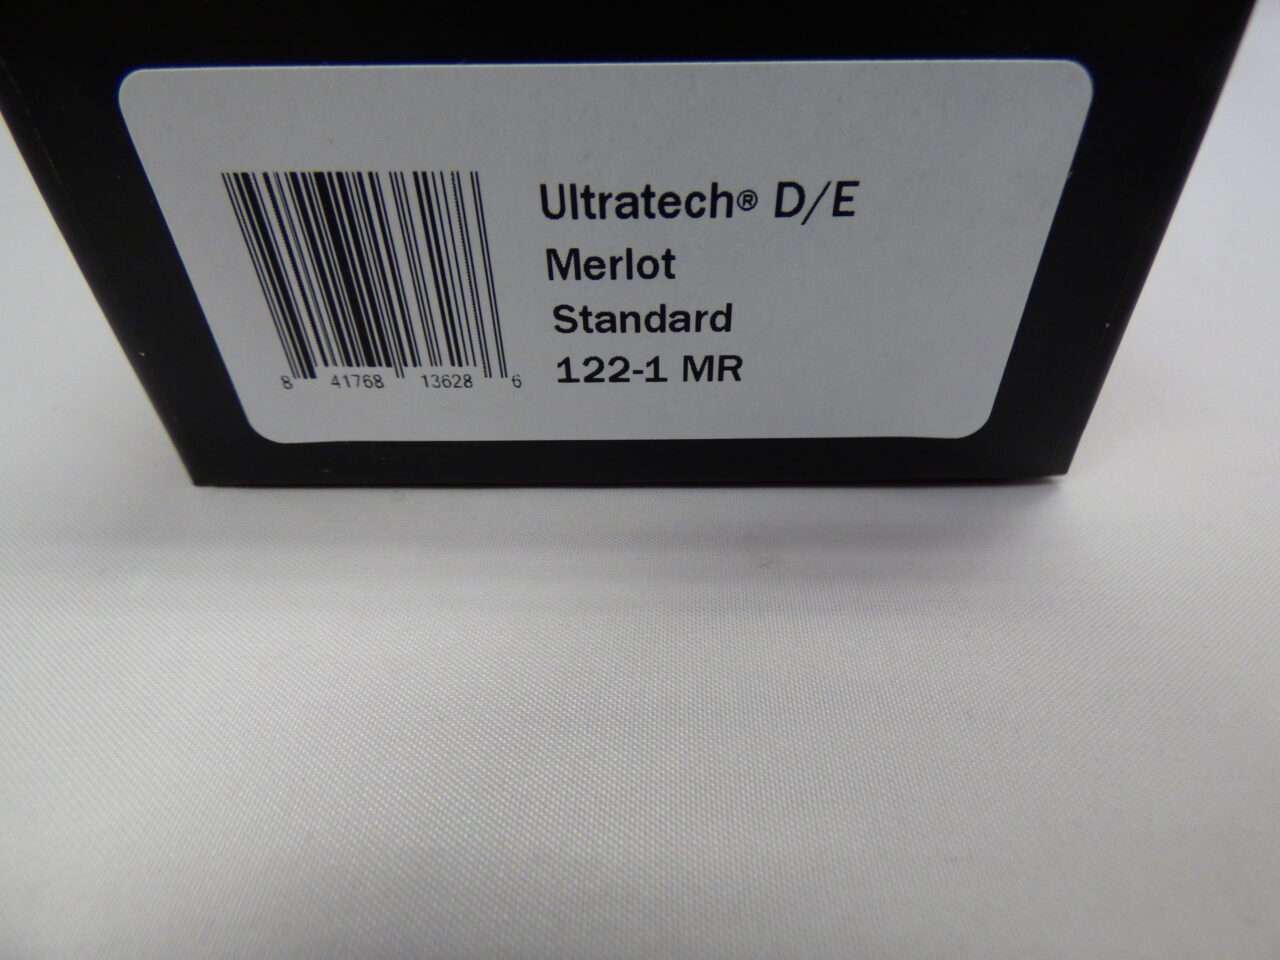 Ultratech® D/E
Merlot
Standard
122-1 MR
8 41768 13628 6